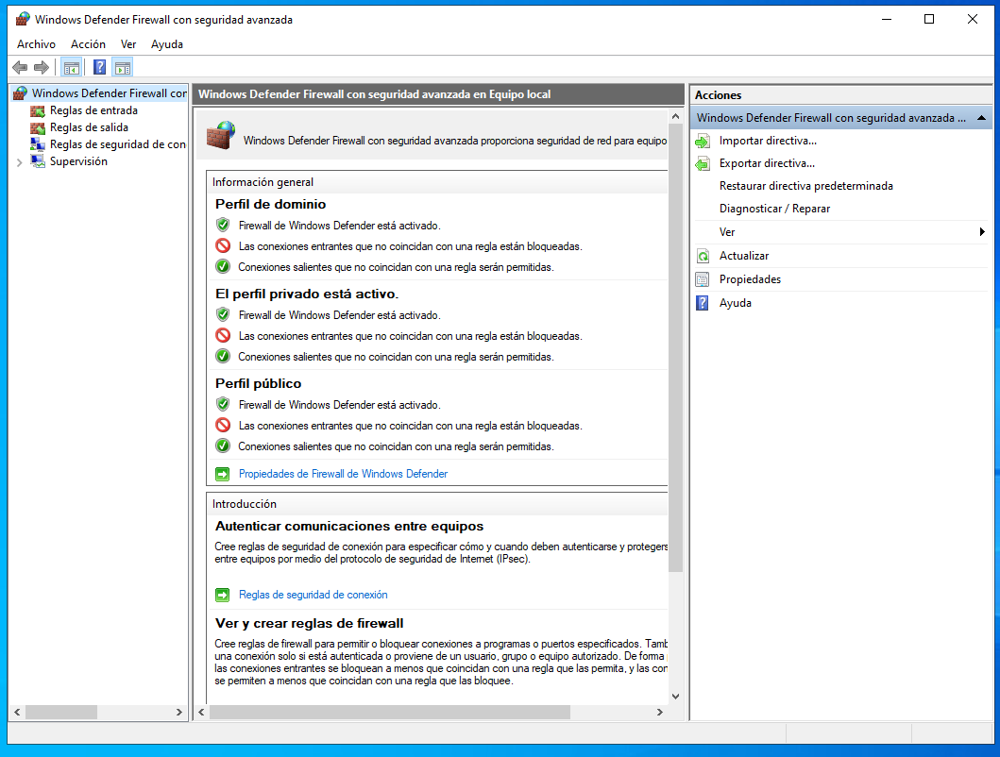 Windows Defender Firewall con seguridad avanzada
Archivo Acción Ver Ayuda
Windows Defender Firewall con
Reglas de entrada
Reglas de salida
Reglas de seguridad de con
Supervisión
Windows Defender Firewall con seguridad avanzada en Equipo local
Windows Defender Firewall con seguridad avanzada proporciona seguridad de red para equipo
Información general
Perfil de dominio
Firewall de Windows Defender está activado.
Las conexiones entrantes que no coincidan con una regla están bloqueadas.
Conexiones salientes que no coincidan con una regla serán permitidas.
El perfil privado está activo.
Firewall de Windows Defender está activado.
Las conexiones entrantes que no coincidan con una regla están bloqueadas.
Conexiones salientes que no coincidan con una regla serán permitidas.
Perfil público
Firewall de Windows Defender está activado.
Las conexiones entrantes que no coincidan con una regla están bloqueadas.
Conexiones salientes que no coincidan con una regla serán permitidas.
Propiedades de Firewall de Windows Defender
Introducción
Autenticar comunicaciones entre equipos
Cree reglas de seguridad de conexión para especificar cómo y cuando deben autenticarse y protegers
entre equipos por medio del protocolo de seguridad de Internet (IPsec).
Reglas de seguridad de conexión
Ver y crear reglas de firewall
Cree reglas de firewall para permitir o bloquear conexiones a programas o puertos especificados. Tamb
una conexión solo si está autenticada o proviene de un usuario, grupo o equipo autorizado. De forma
las conexiones entrantes se bloquean a menos que coincidan con una regla que las permita, y las con
se permiten a menos que coincidan con una regla que las bloquee.
Acciones
Windows Defender Firewall con seguridad avanzada ...
Importar directiva...
Exportar directiva...
Restaurar directiva predeterminada
Diagnosticar / Reparar
Ver
Actualizar
Propiedades
Ayuda